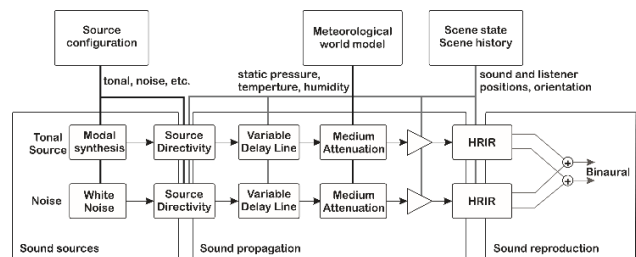 Source
configuration
Meteorological
world model
Scene state
Scene history
tonal, noise, etc.
static pressure,
temperture, humidity
sound and listener
positions, orientation
Tonal
Source
Modal
synthesis
Source
Directivity
Variable
Delay Line
Medium
Attenuation
HRIR
Binaural
Noise
White
Noise
Source
Directivity
Variable
Delay Line
Medium
Attenuation
HRIR
Sound sources
Sound propagation
Sound reproduction